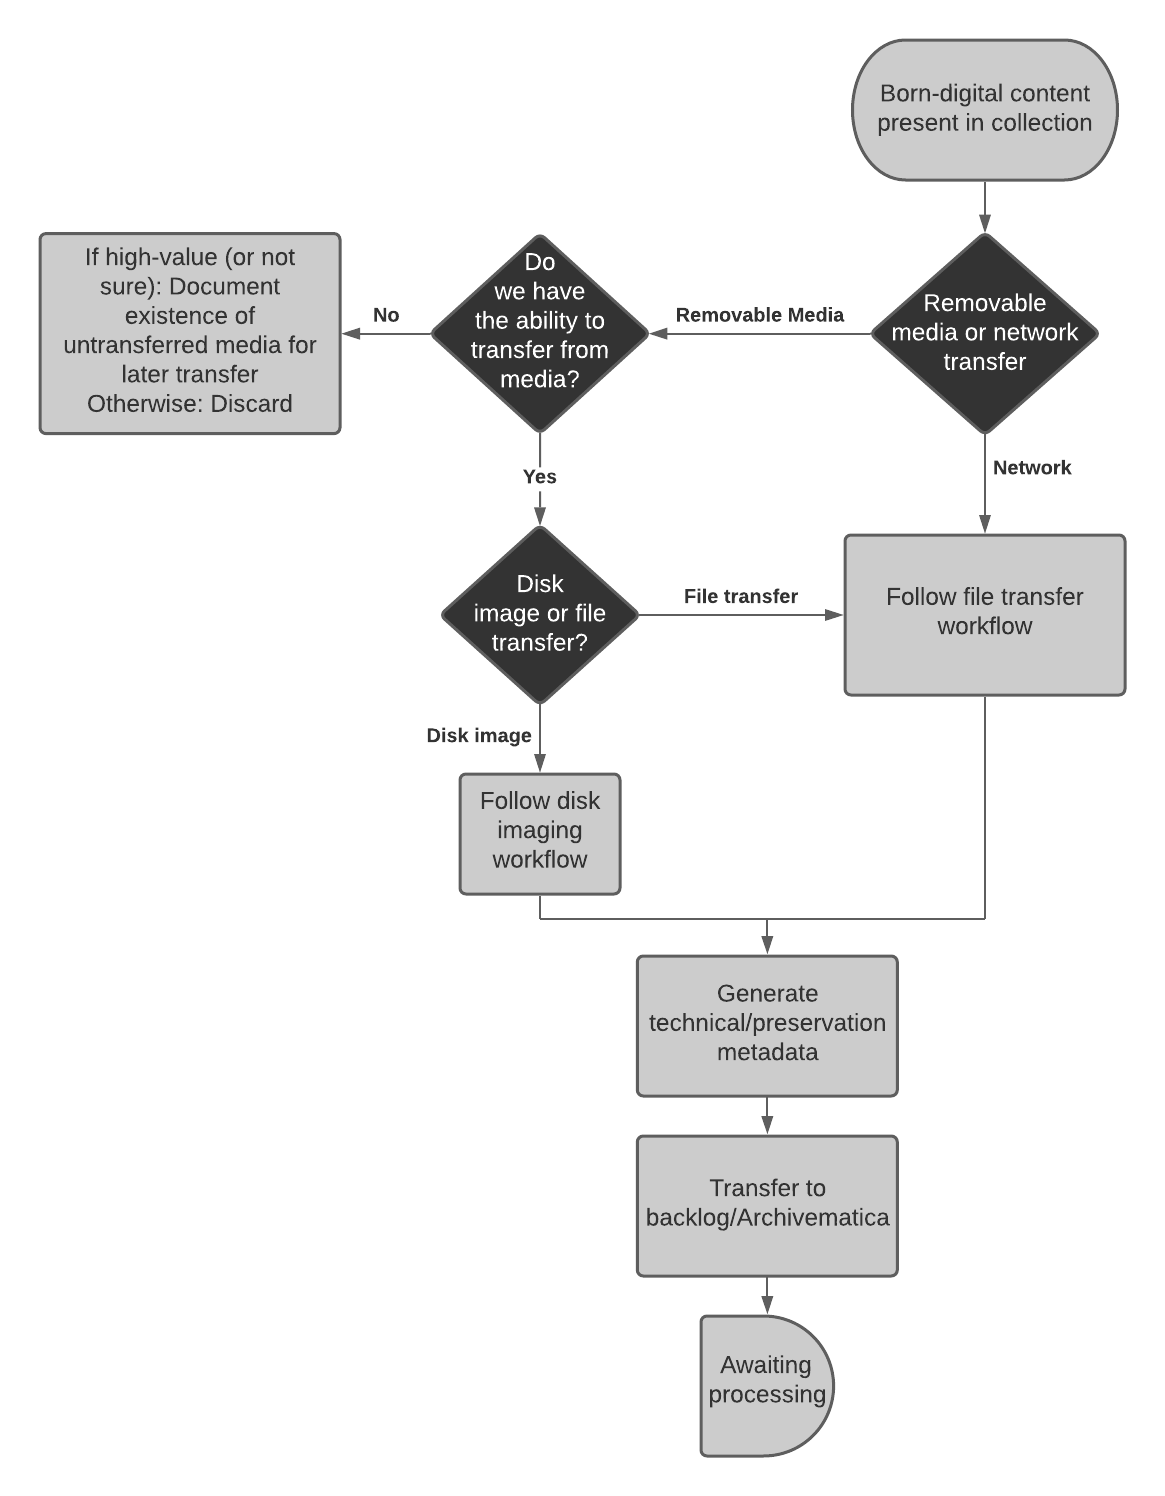 Born-digital content
present in collection
Removable
media or network
transfer
Removable Media
Do
we have
the ability to
transfer from
media?
No
If high-value (or not
sure): Document
existence of
untransferred media for
later transfer
Otherwise: Discard
Yes
Network
Disk
image or file
transfer?
File transfer
Follow file transfer
workflow
Disk image
Follow disk
imaging
workflow
Generate
technical/preservation
metadata
Transfer to
backlog/Archivematica
Awaiting
processing